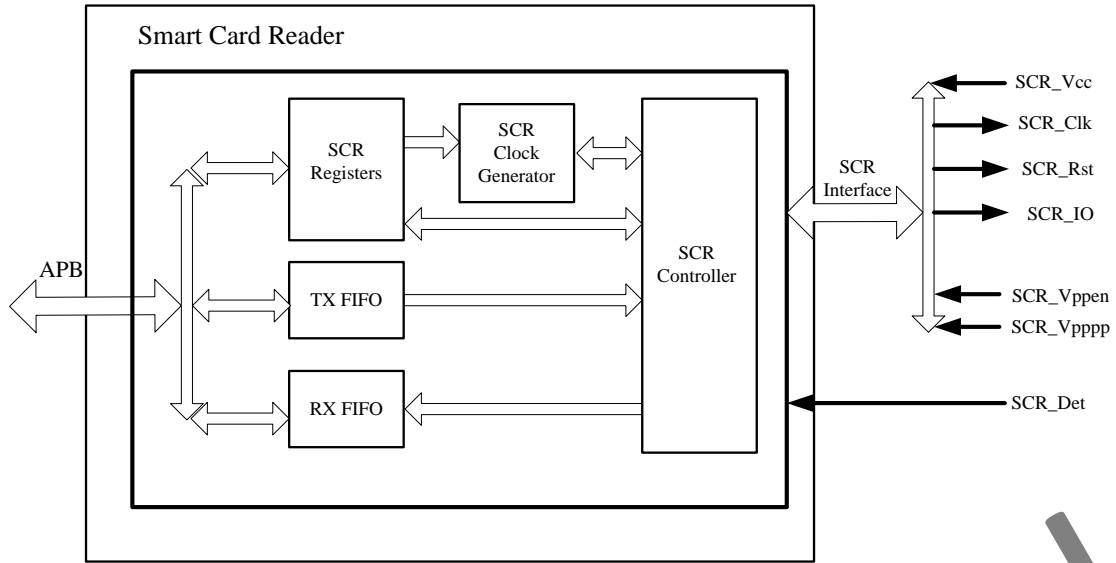 Smart Card Reader
SCR
Registers
SCR
Clock
Generator
SCR
Controller
TX FIFO
RX FIFO
APB
SCR
Interface
SCR_Vcc
SCR_Clk
SCR_Rst
SCR_IO
SCR_Vppen
SCR_Vpppp
SCR_Det